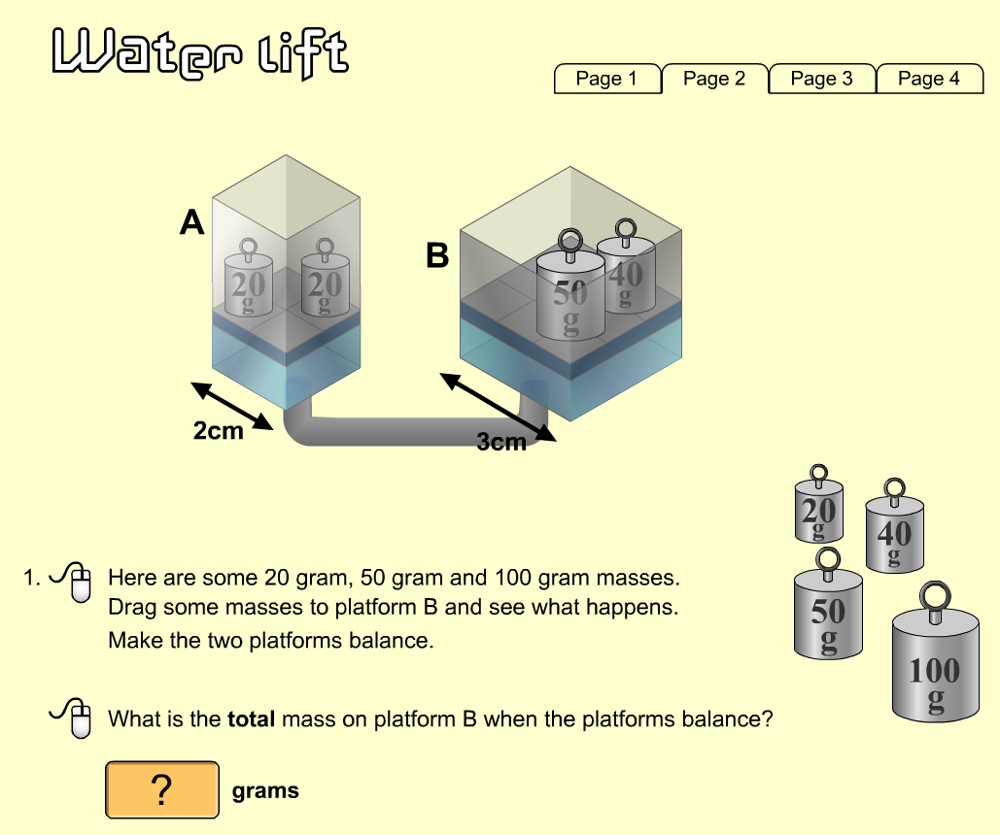 Water lift
Page 1 Page 2 Page 3 Page 4
A
B
20 g
20 g
50 g
40 g
2cm
3cm
20 g
40 g
50 g
100 g
1. Here are some 20 gram, 50 gram and 100 gram masses.
Drag some masses to platform B and see what happens.
Make the two platforms balance.
What is the total mass on platform B when the platforms balance?
? grams